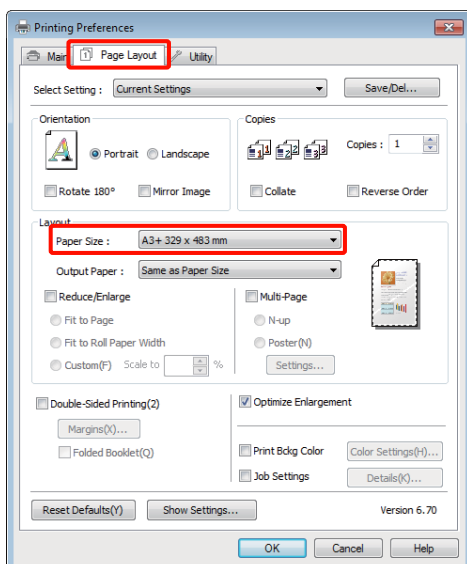 Printing Preferences
Main Page Layout Utility
Select Setting : Current Settings Save/Del...
Orientation Copies
Portrait Landscape Copies : 1
Rotate 180° Mirror Image Collate Reverse Order
Layout
Paper Size : A3+ 329 x 483 mm
Output Paper : Same as Paper Size
Reduce/Enlarge Multi-Page
Fit to Page N-up
Fit to Roll Paper Width Poster(N)
Custom(F) Scale to % Settings...
Double-Sided Printing(2) Optimize Enlargement
Margins(X)...
Folded Booklet(Q) Print Bckg Color Color Settings(H)...
Job Settings Details(K)...
Reset Defaults(Y) Show Settings... Version 6.70
OK Cancel Help